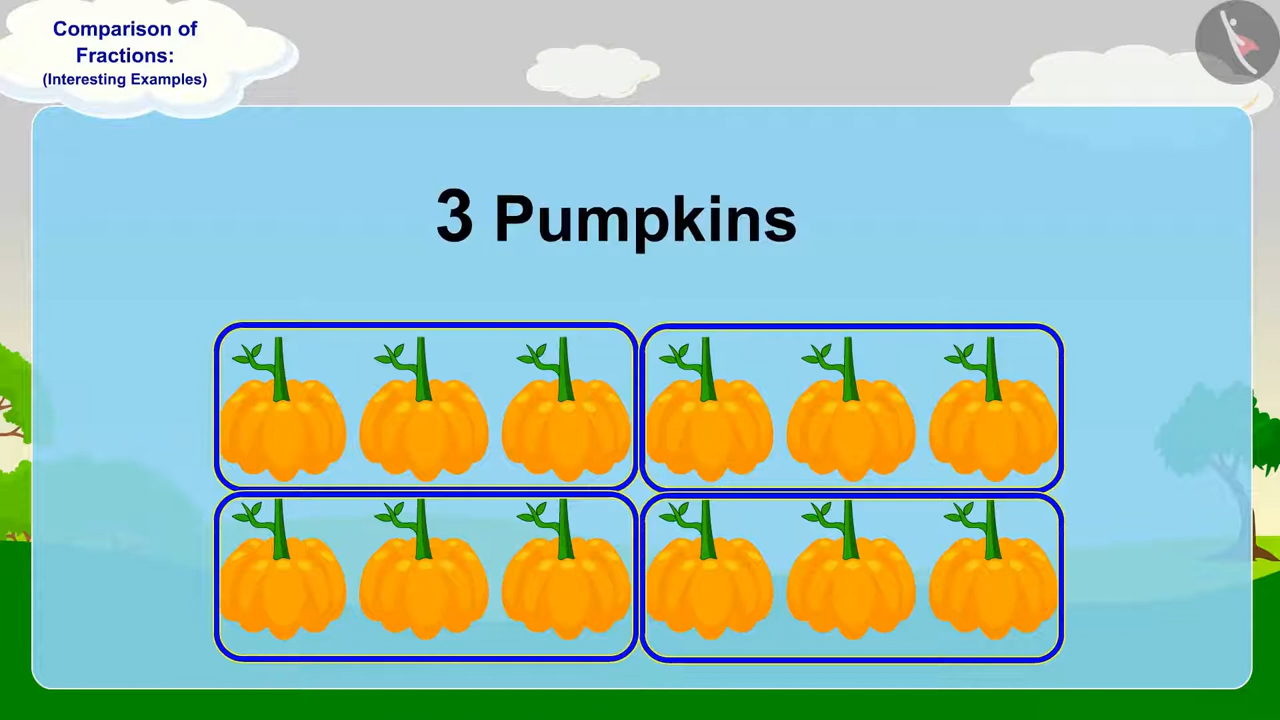 Comparison of
Fractions:
(Interesting Examples)
3 Pumpkins